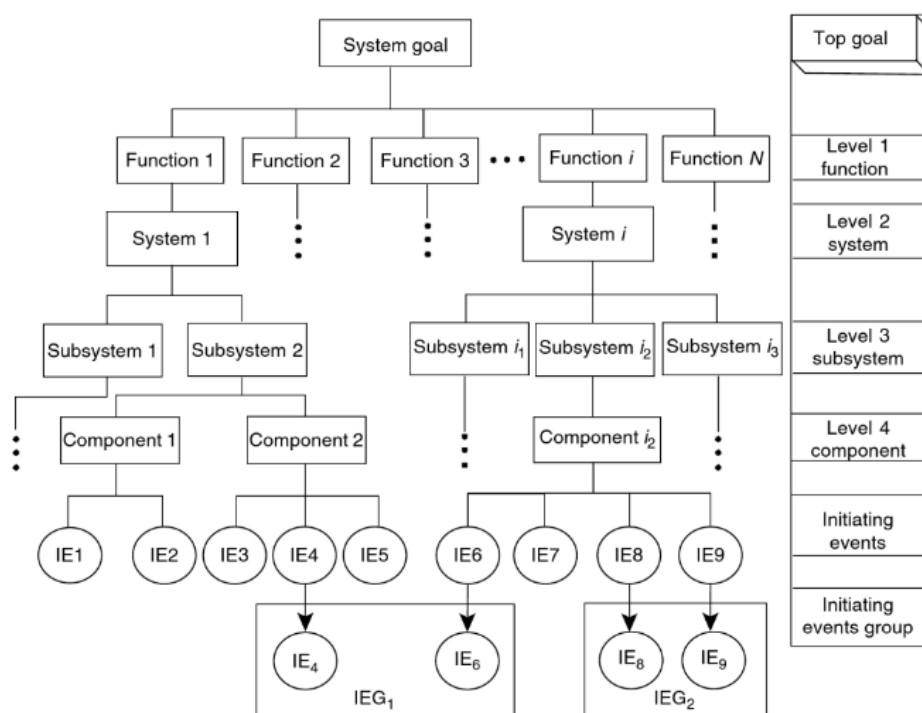 System goal
Top goal
Function 1
Function 2
Function 3
Function i
Function N
Level 1
function
System 1
System i
Level 2
system
Subsystem 1
Subsystem 2
Subsystem i₁
Subsystem i₂
Subsystem i₃
Level 3
subsystem
Component 1
Component 2
Component i₂
Level 4
component
IE1
IE2
IE3
IE4
IE5
IE6
IE7
IE8
IE9
Initiating
events
IE₄
IE₆
IE₈
IE₉
Initiating
events group
IEG₁
IEG₂